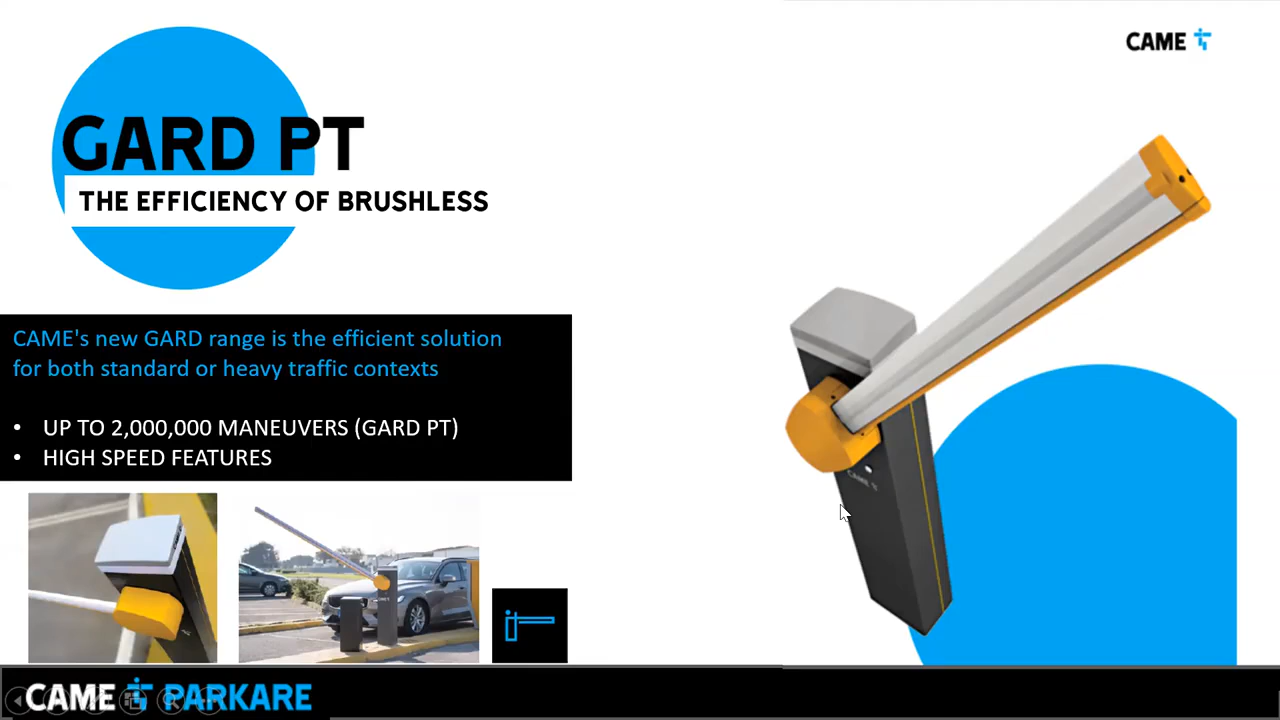 CAME
GARD PT
THE EFFICIENCY OF BRUSHLESS
CAME's new GARD range is the efficient solution
for both standard or heavy traffic contexts
• UP TO 2,000,000 MANEUVERS (GARD PT)
• HIGH SPEED FEATURES
CAME
CAME PARKARE